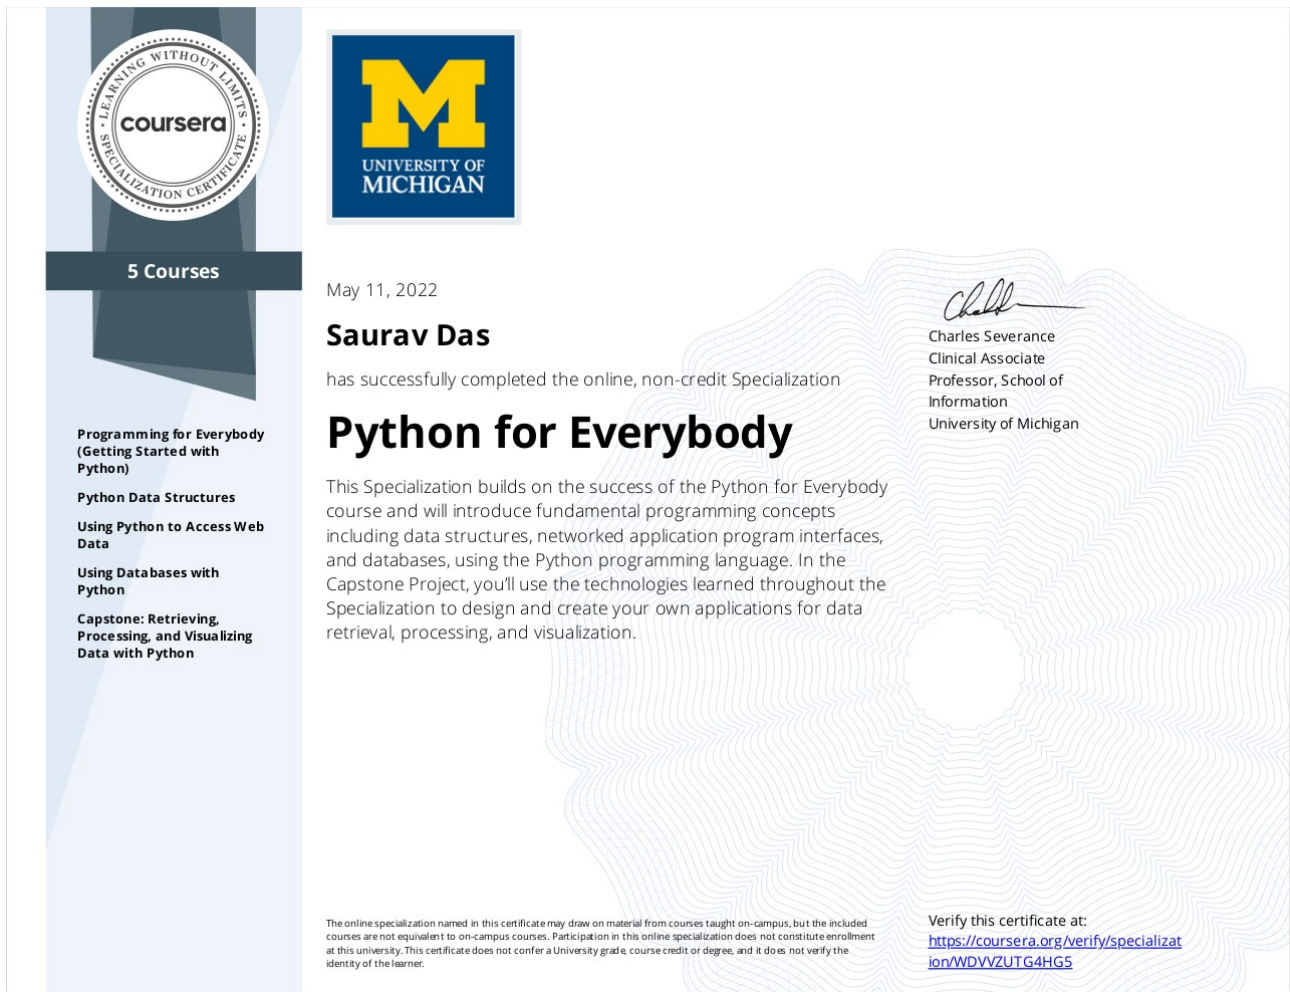 LEARNING WITHOUT LIMITS
coursera
SPECIALIZATION CERTIFICATE
5 Courses
Programming for Everybody
(Getting Started with
Python)
Python Data Structures
Using Python to Access Web
Data
Using Databases with
Python
Capstone: Retrieving,
Processing, and Visualizing
Data with Python
M
UNIVERSITY OF
MICHIGAN
May 11, 2022
Saurav Das
has successfully completed the online, non-credit Specialization
Python for Everybody
This Specialization builds on the success of the Python for Everybody
course and will introduce fundamental programming concepts
including data structures, networked application program interfaces,
and databases, using the Python programming language. In the
Capstone Project, you’ll use the technologies learned throughout the
Specialization to design and create your own applications for data
retrieval, processing, and visualization.
Charles Severance
Clinical Associate
Professor, School of
Information
University of Michigan
The online specialization named in this certificate may draw on material from courses taught on-campus, but the included
courses are not equivalent to on-campus courses. Participation in this online specialization does not constitute enrollment
at this university. This certificate does not confer a University grade, course credit or degree, and it does not verify the
identity of the learner.
Verify this certificate at:
https://coursera.org/verify/specializat
ion/WDVVZUTG4HG5